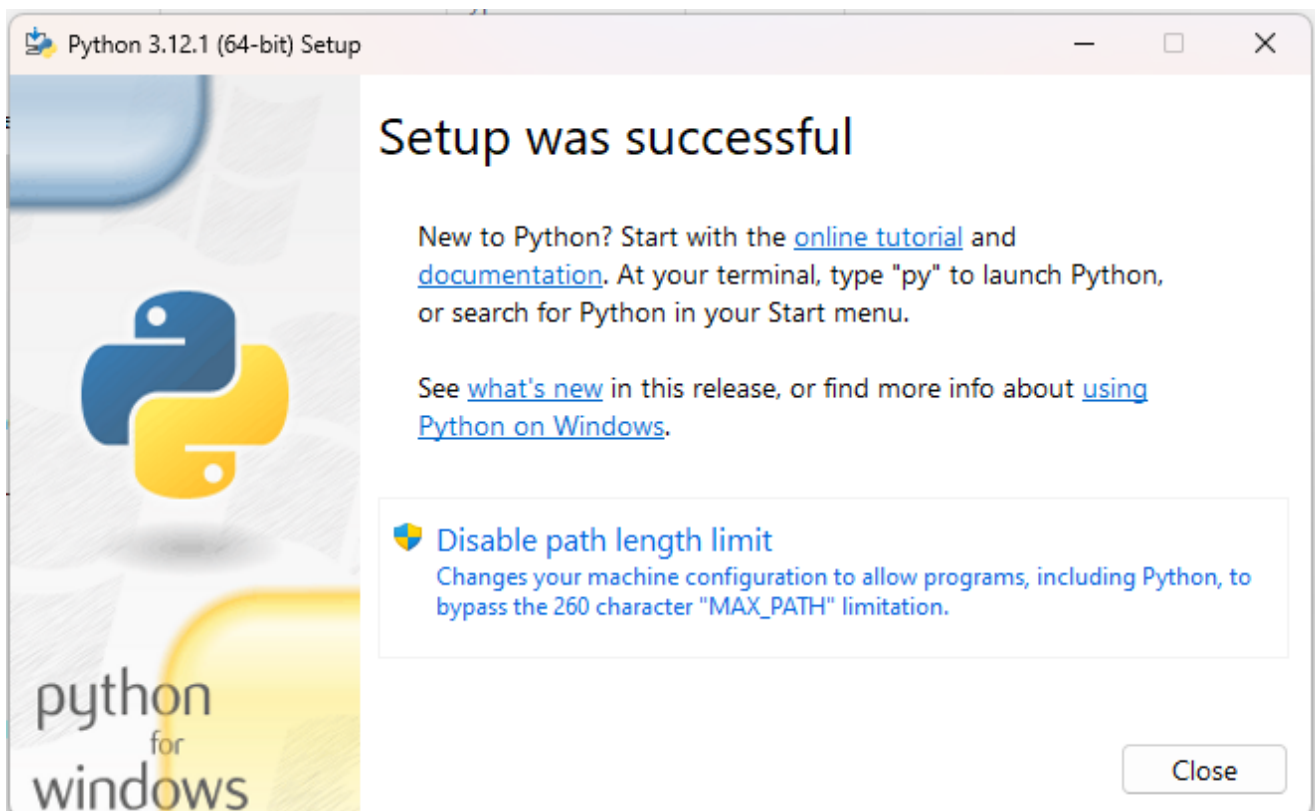 Python 3.12.1 (64-bit) Setup
Setup was successful
New to Python? Start with the online tutorial and
documentation. At your terminal, type "py" to launch Python,
or search for Python in your Start menu.
See what's new in this release, or find more info about using
Python on Windows.
Disable path length limit
Changes your machine configuration to allow programs, including Python, to
bypass the 260 character "MAX_PATH" limitation.
python
for
windows
Close